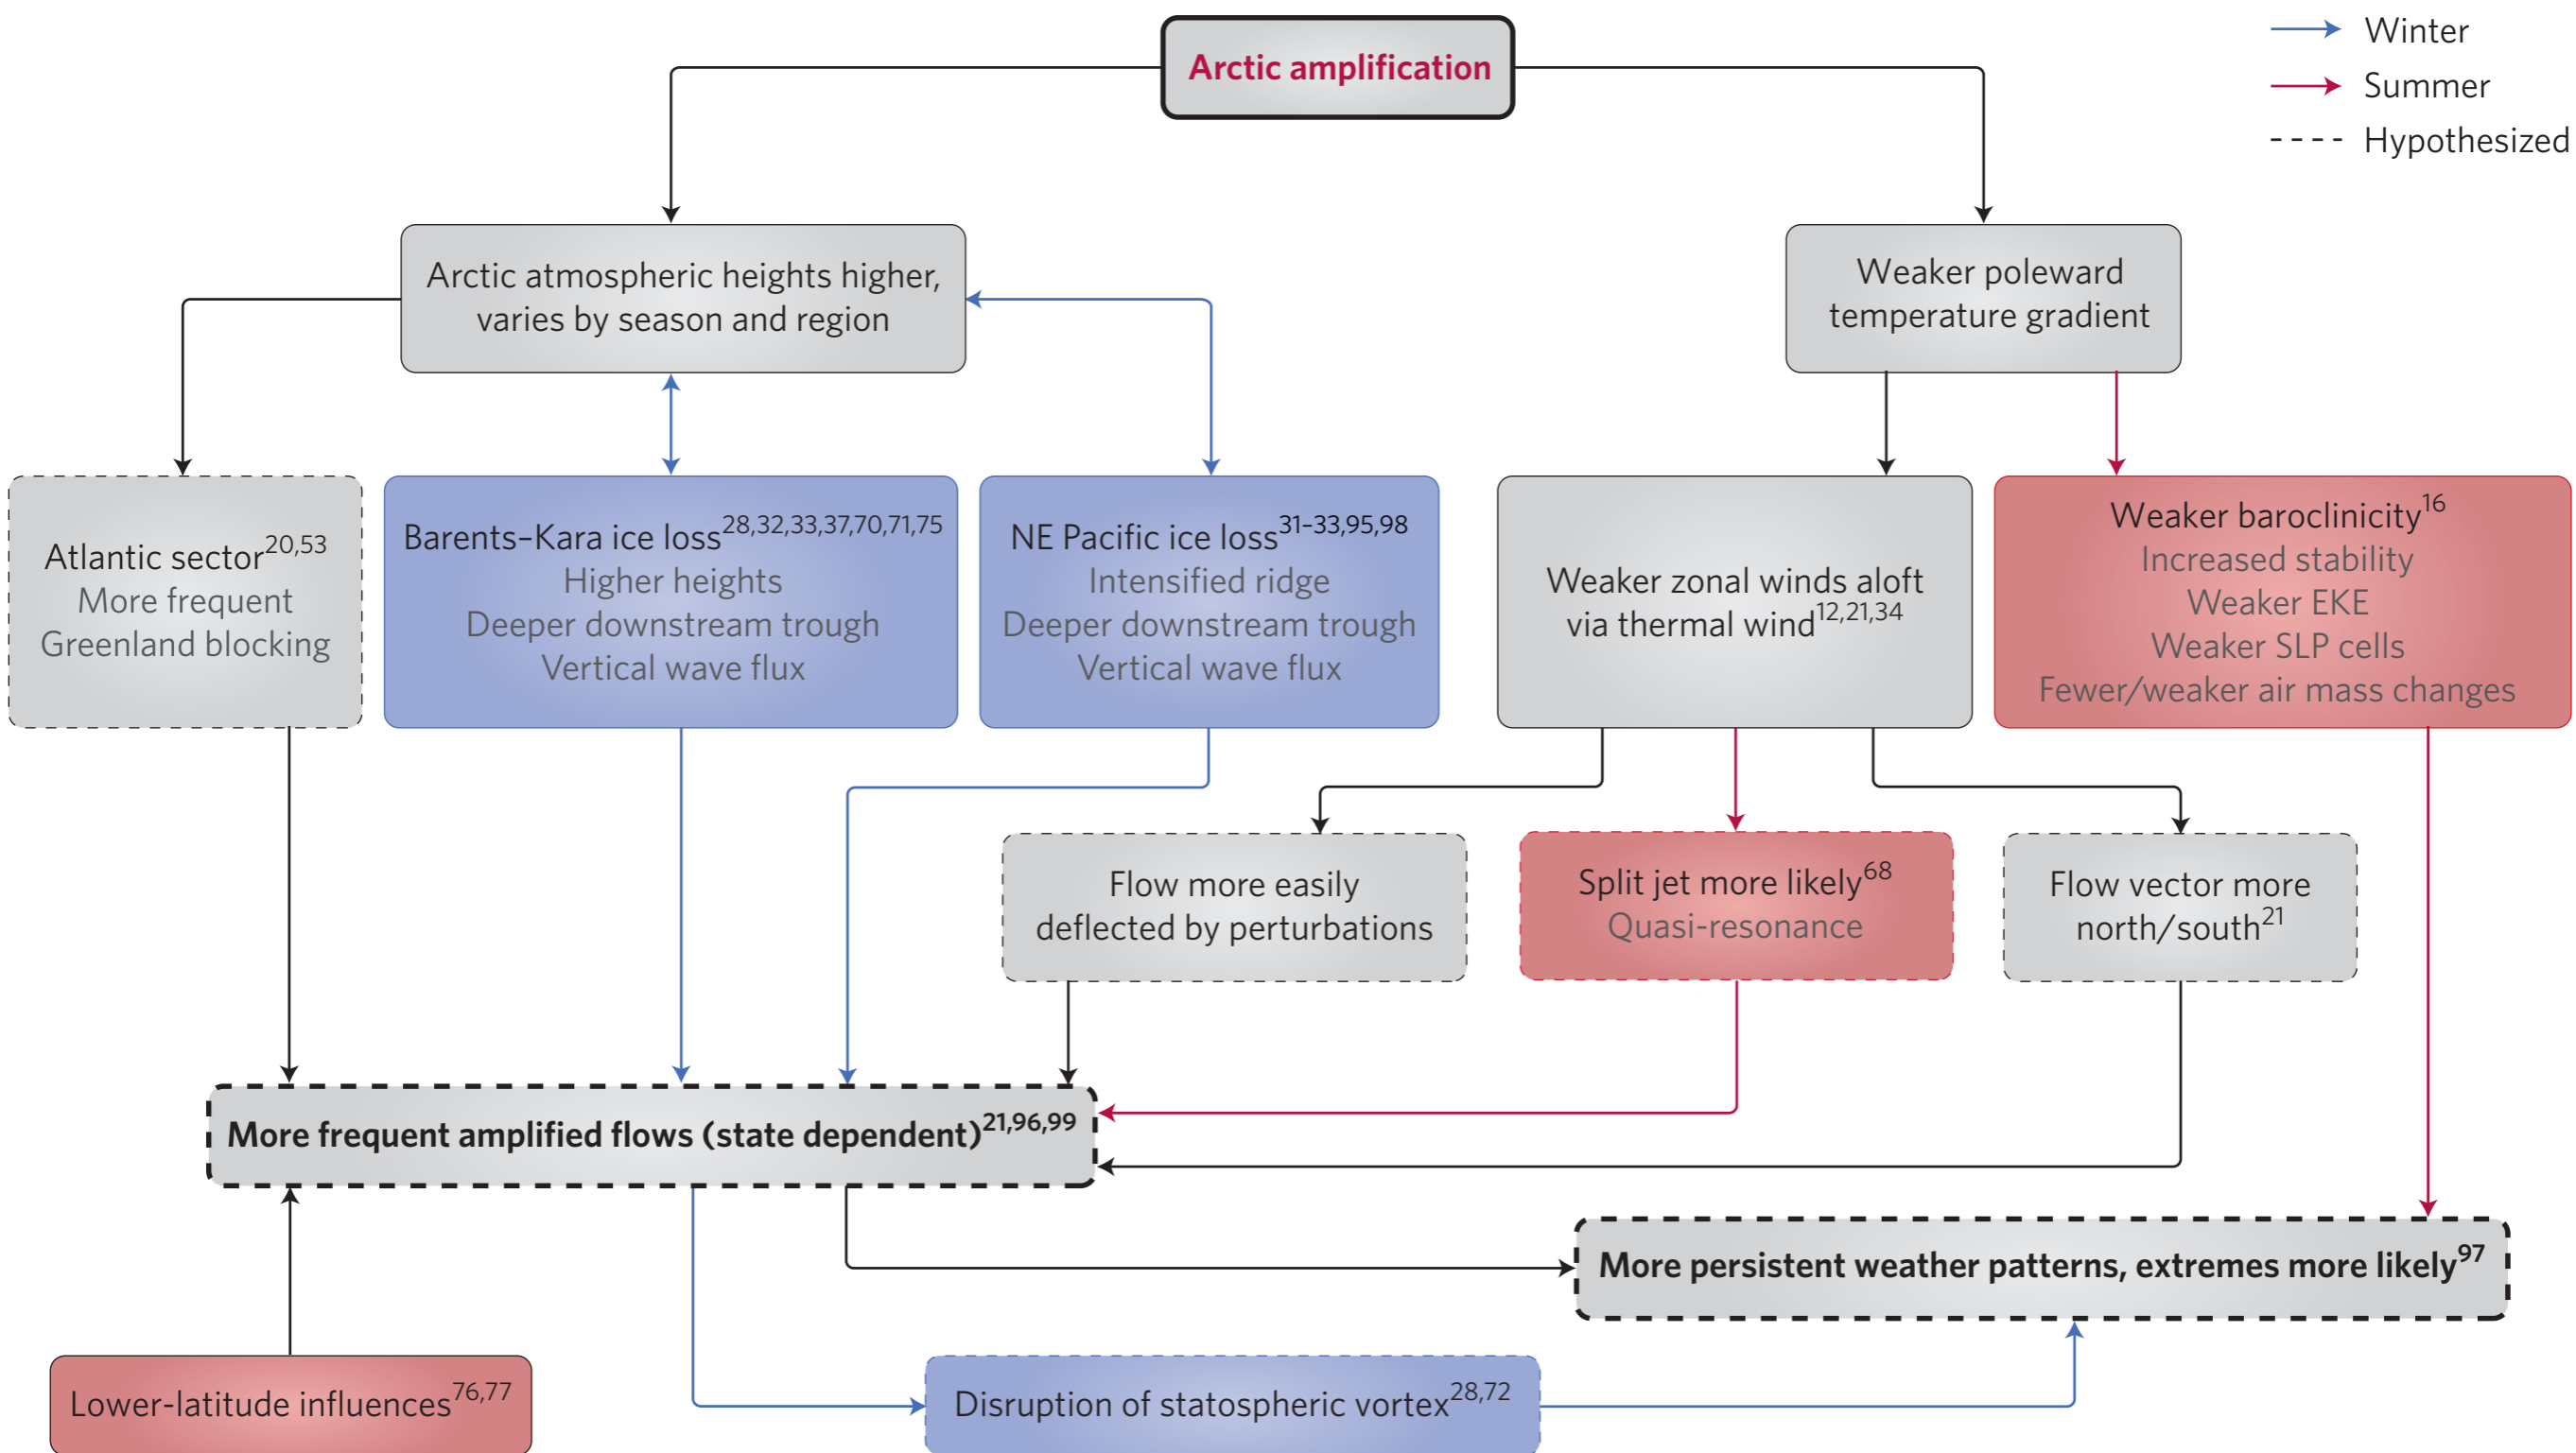 Arctic amplification
Winter
Summer
Hypothesized
Arctic atmospheric heights higher,
varies by season and region
Weaker poleward
temperature gradient
Atlantic sector20,53
More frequent
Greenland blocking
Barents–Kara ice loss28,32,33,37,70,71,75
Higher heights
Deeper downstream trough
Vertical wave flux
NE Pacific ice loss31–33,95,98
Intensified ridge
Deeper downstream trough
Vertical wave flux
Weaker zonal winds aloft
via thermal wind12,21,34
Weaker baroclinicity16
Increased stability
Weaker EKE
Weaker SLP cells
Fewer/weaker air mass changes
Flow more easily
deflected by perturbations
Split jet more likely68
Quasi-resonance
Flow vector more
north/south21
More frequent amplified flows (state dependent)21,96,99
More persistent weather patterns, extremes more likely97
Lower-latitude influences76,77
Disruption of statospheric vortex28,72